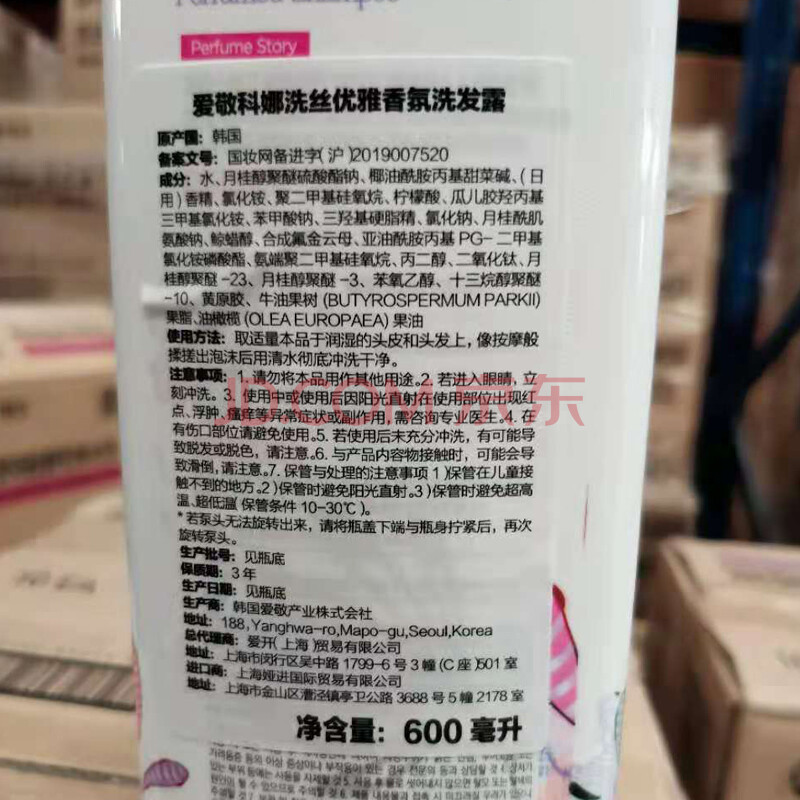 Perfumed Shampoo
Perfume Story
爱敬科娜洗丝优雅香氛洗发露
原产国：韩国
备案文号：国妆网备进字(沪)2019007520
成分：水、月桂醇聚醚硫酸酯钠、椰油酰胺丙基甜菜碱、(日
用)香精、氯化铵、聚二甲基硅氧烷、柠檬酸、瓜儿胶羟丙基
三甲基氯化铵、苯甲酸钠、三羟基硬脂精、氯化钠、月桂酰肌
氨酸钠、鲸蜡醇、合成氟金云母、亚油酰胺丙基 PG-二甲基
氯化铵磷酸酯、氨端聚二甲基硅氧烷、丙二醇、二氧化钛、月
桂醇聚醚-23、月桂醇聚醚-3、苯氧乙醇、十三烷醇聚醚
-10、黄原胶、牛油果树 (BUTYROSPERMUM PARKII)
果脂、油橄榄 (OLEA EUROPAEA) 果油
使用方法：取适量本品于润湿的头皮和头发上，像按摩般
揉搓出泡沫后用清水彻底冲洗干净。
注意事项：1. 请勿将本品用作其他用途。2. 若进入眼睛，立
刻冲洗。3. 使用中或使用后因阳光直射在使用部位出现红
点、浮肿、瘙痒等异常症状或副作用,需咨询专业医生。4. 在
有伤口部位请避免使用。5. 若使用后未充分冲洗，有可能导
致脱发或脱色，请注意。6. 与产品内容物接触时，可能会导
致滑倒，请注意。7. 保管与处理的注意事项 1)保管在儿童接
触不到的地方。2)保管时避免阳光直射。3)保管时避免超高
温、超低温(保管条件 10-30℃)。
*若泵头无法旋转出来，请将瓶盖下端与瓶身拧紧后，再次
旋转泵头。
生产批号：见瓶底
保质期：3 年
生产日期：见瓶底
生产商：韩国爱敬产业株式会社
地址：188,Yanghwa-ro,Mapo-gu,Seoul,Korea
总代理商：爱开(上海)贸易有限公司
地址：上海市闵行区吴中路 1799-6 号 3 幢(C 座)501 室
进口商：上海娅进国际贸易有限公司
地址：上海市金山区漕泾镇亭卫公路 3688 号 5 幢 2178 室
净含量：600 毫升
JD.COM 京东